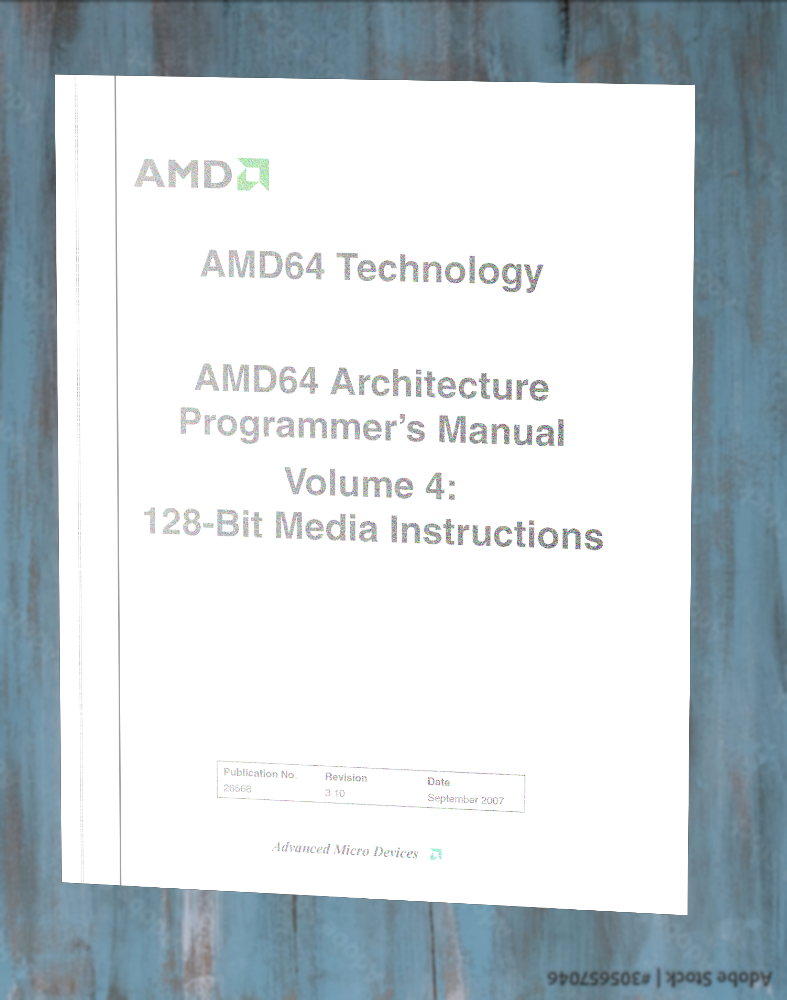 AMD
AMD64 Technology
AMD64 Architecture
Programmer's Manual
Volume 4:
128-Bit Media Instructions
Publication No. Revision Date
26568 3.10 September 2007
Advanced Micro Devices
Adobe Stock | #305657046